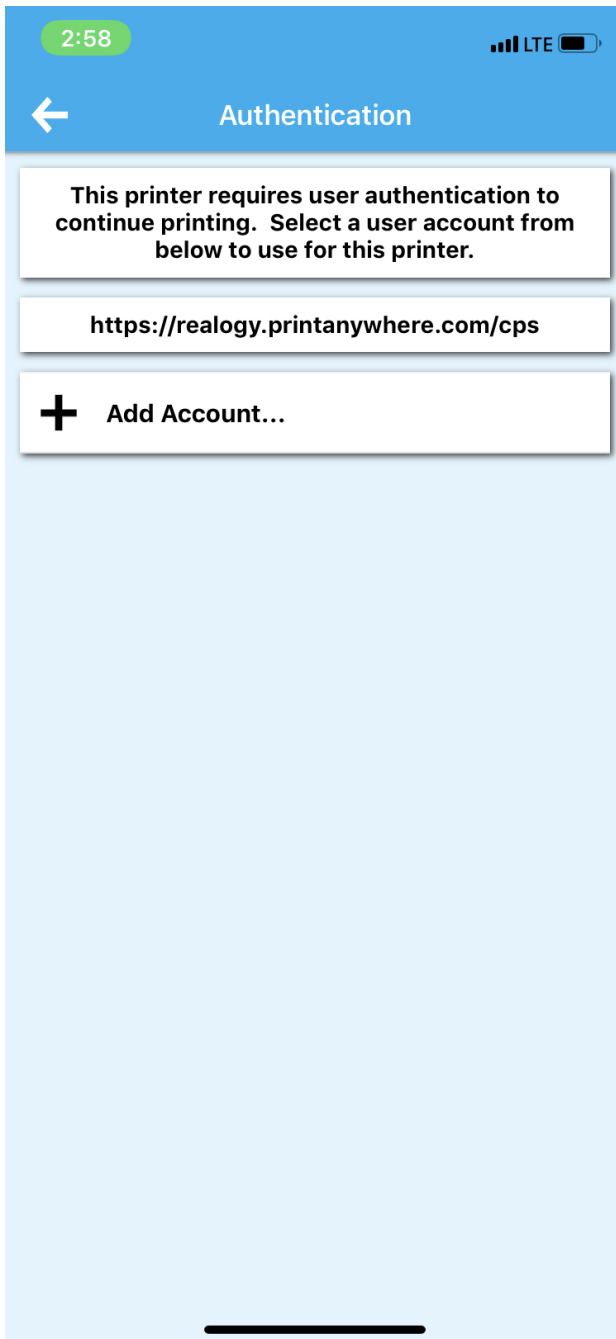 2:58
LTE
Authentication
This printer requires user authentication to
continue printing.  Select a user account from
below to use for this printer.
https://realogy.printanywhere.com/cps
Add Account...